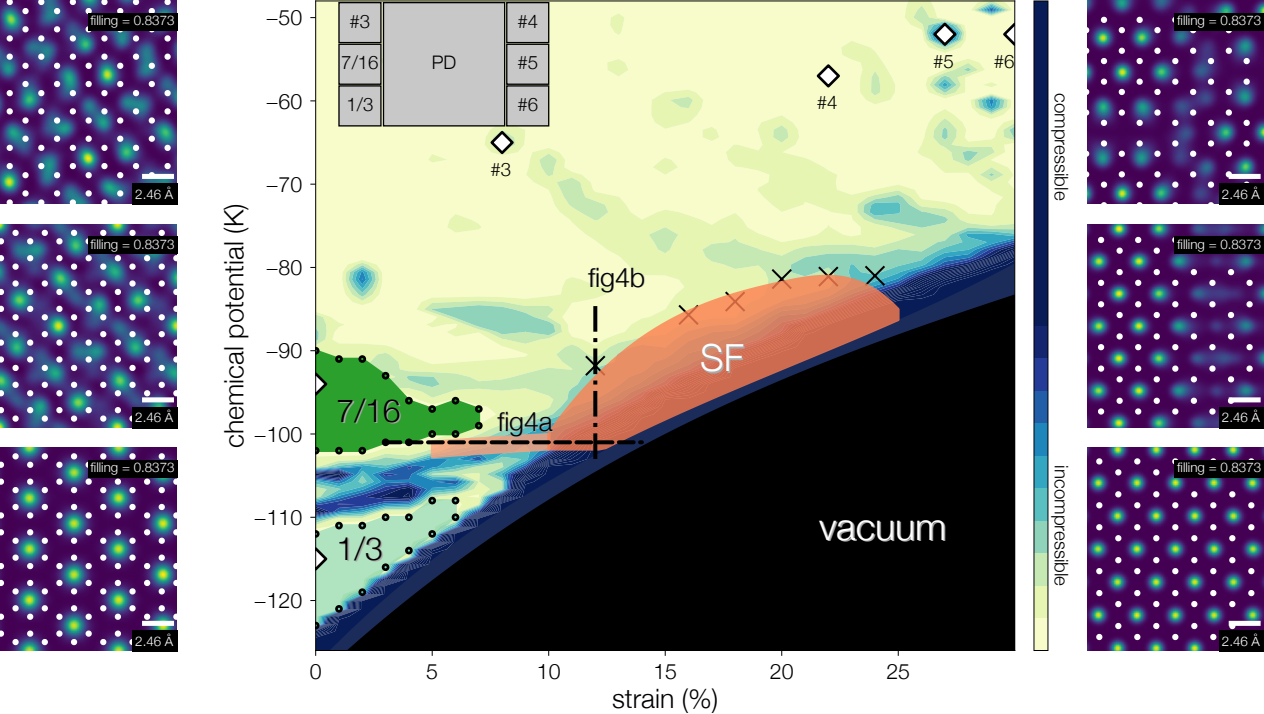 filling = 0.8373
2.46 Å
filling = 0.8373
2.46 Å
filling = 0.8373
2.46 Å
chemical potential (K)
−50
−60
−70
−80
−90
−100
−110
−120
#3
7/16
1/3
PD
#4
#5
#6
#3
#4
#5
#6
fig4b
SF
7/16
fig4a
1/3
vacuum
0
5
10
15
20
25
strain (%)
compressible
incompressible
filling = 0.8373
2.46 Å
filling = 0.8373
2.46 Å
filling = 0.8373
2.46 Å